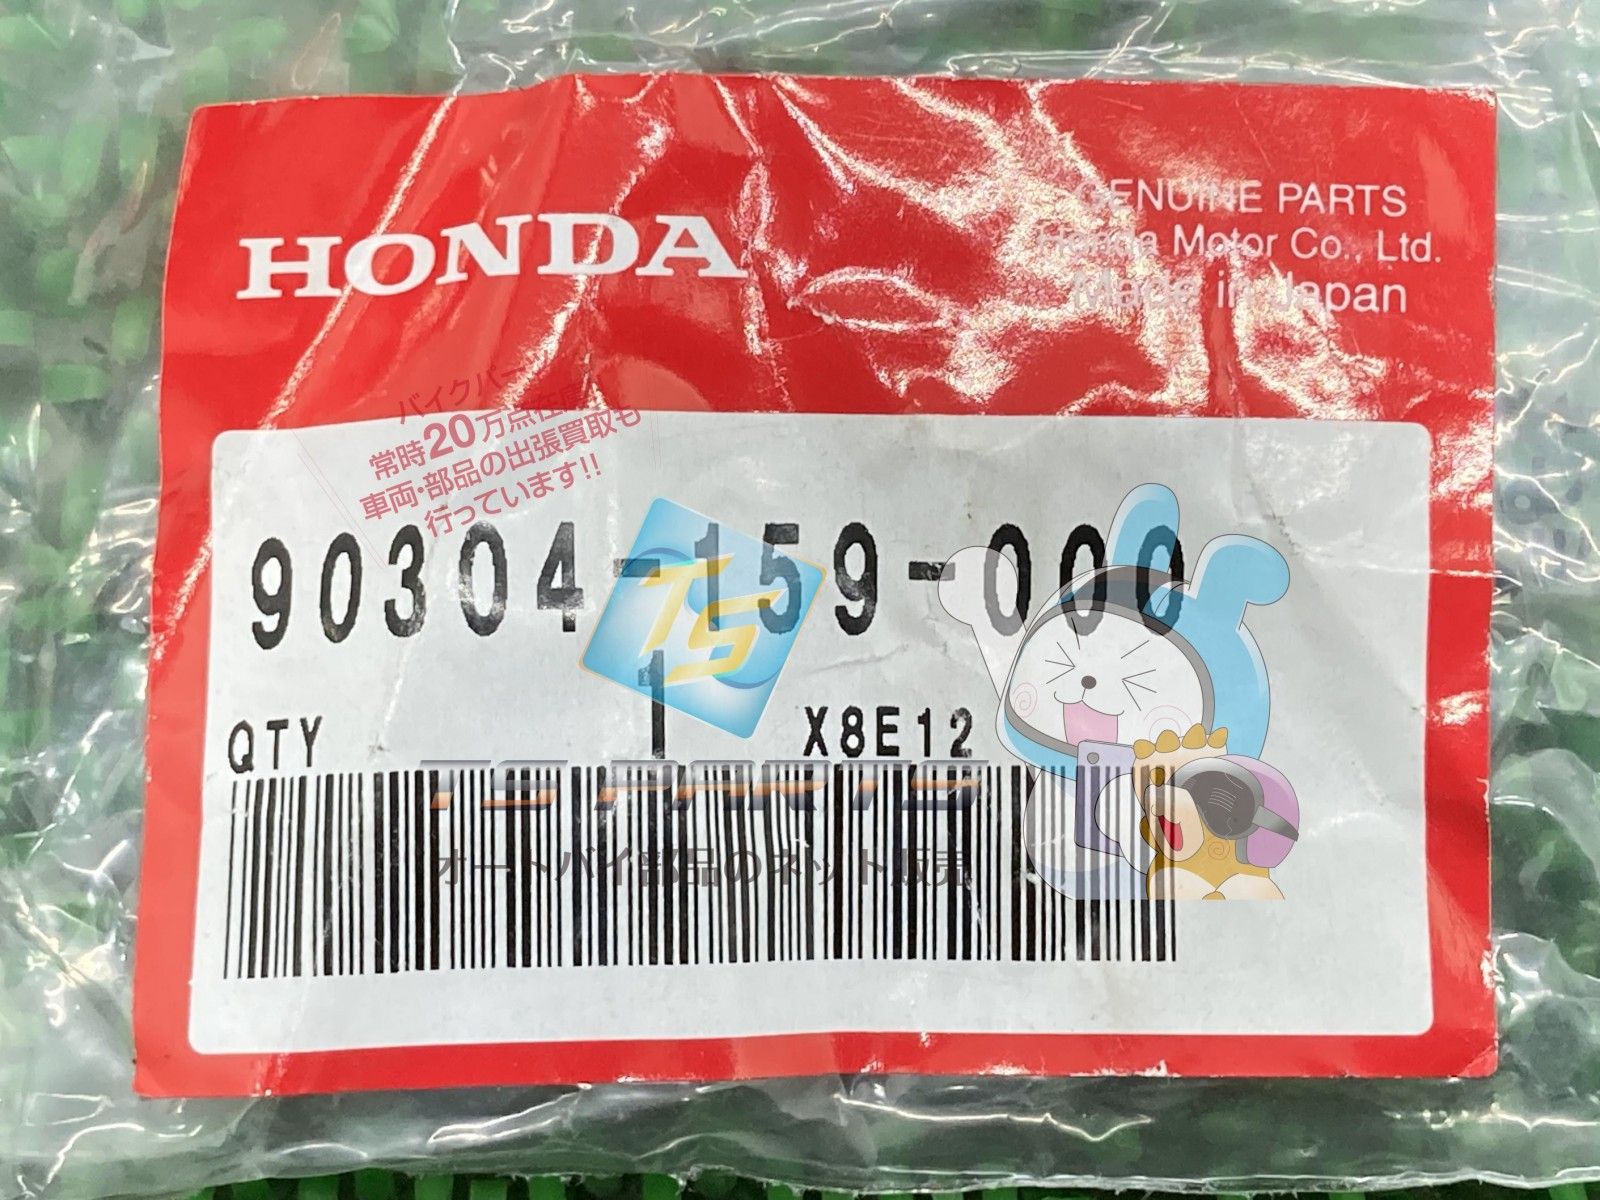 HONDA
GENUINE PARTS
Honda Motor Co., Ltd.
Made in Japan
バイクパーツ
常時20万点在庫!
車両・部品の出張買取も
行っています!!
90304-159-000
TS
QTY 1 X8E12
TS PARTS
オートバイ部品のネット販売